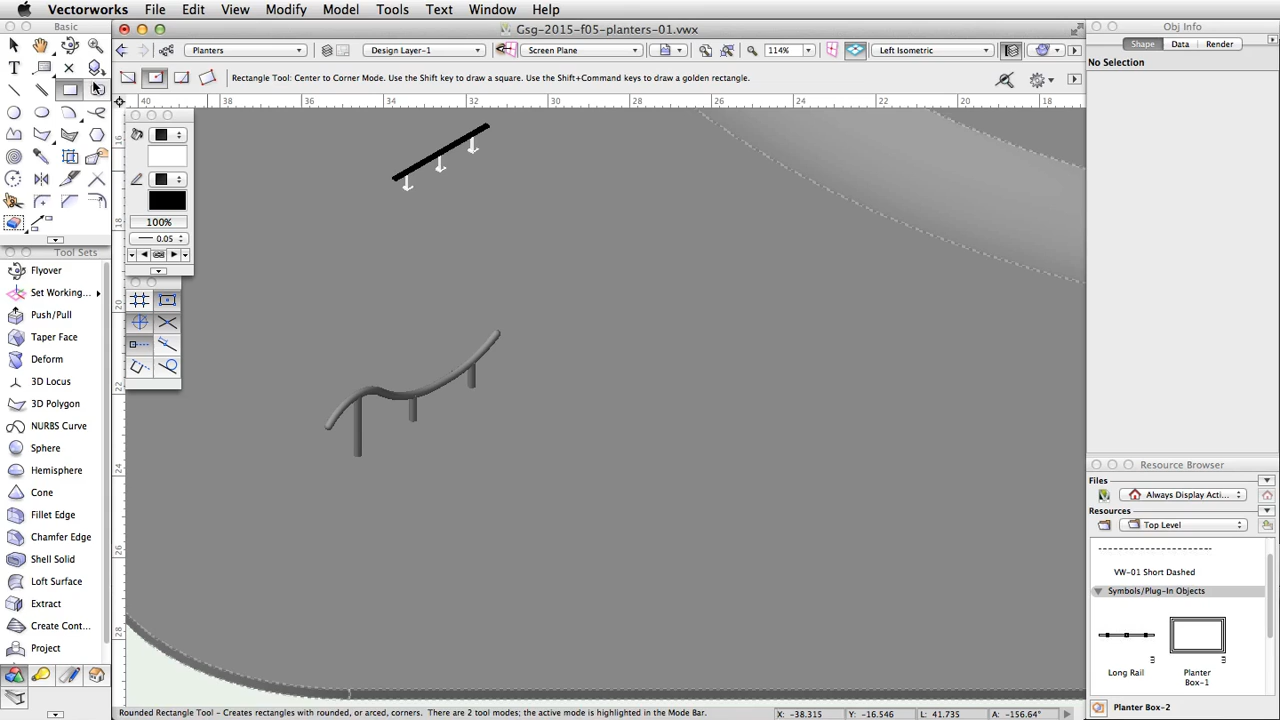 Vectorworks File Edit View Modify Model Tools Text Window Help
Basic
Gsg-2015-f05-planters-01.vwx
Obj Info
Planters
Design Layer-1
Screen Plane
114%
Left Isometric
Shape Data Render
Rectangle Tool: Center to Corner Mode. Use the Shift key to draw a square. Use the Shift+Command keys to draw a golden rectangle.
No Selection
40 38 36 34 32 30 28 26 24 22 20 18
16
18
20
22
24
26
28
100%
0.05
Tool Sets
Flyover
Set Working...
Push/Pull
Taper Face
Deform
3D Locus
3D Polygon
NURBS Curve
Sphere
Hemisphere
Cone
Fillet Edge
Chamfer Edge
Shell Solid
Loft Surface
Extract
Create Cont...
Project
Resource Browser
Files
Always Display Acti...
Resources
Top Level
VW-01 Short Dashed
Symbols/Plug-In Objects
Long Rail
Planter
Box-1
Planter Box-2
Rounded Rectangle Tool - Creates rectangles with rounded, or arced, corners. There are 2 tool modes; the active mode is highlighted in the Mode Bar.
X: -38.315 Y: -16.546 L: 41.735 A: -156.64°